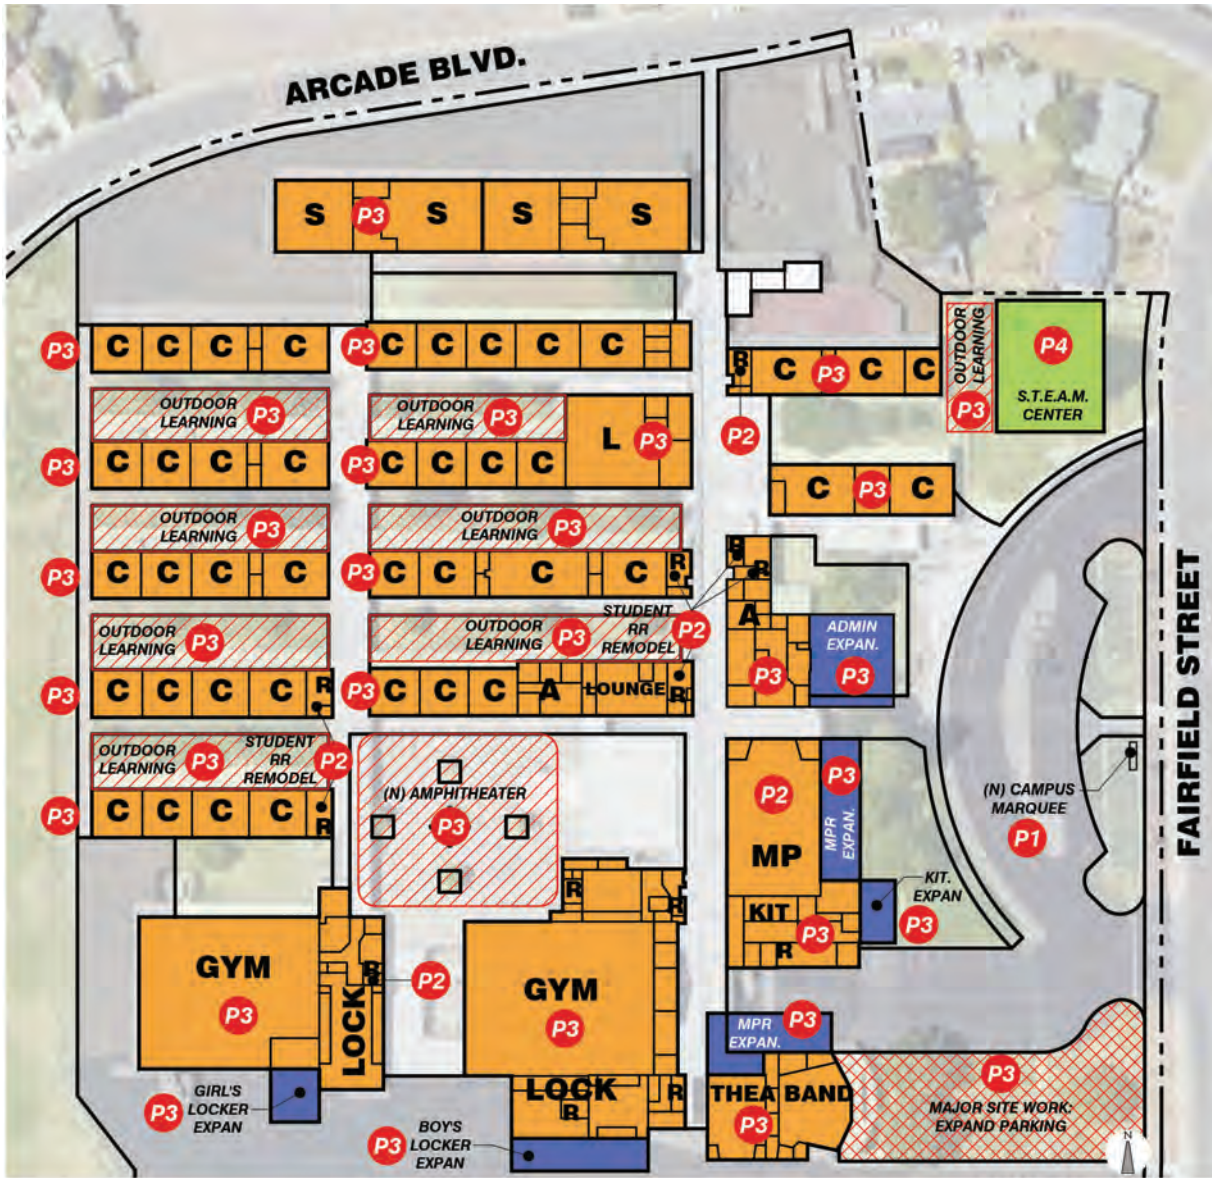 ARCADE BLVD.
S P3 S S S
P3 C C C C P3 C C C C C
R C P3 C C
OUTDOOR
LEARNING
P3
P4
S.T.E.A.M.
CENTER
OUTDOOR
LEARNING P3
OUTDOOR
LEARNING P3
L P3
P2
P3 C C C C P3 C C C C
C P3 C
OUTDOOR
LEARNING P3
OUTDOOR
LEARNING P3
P3 C C C C P3 C C C C R
R
R
A
P3
ADMIN
EXPAN.
P3
OUTDOOR
LEARNING P3
OUTDOOR
LEARNING P3
STUDENT
RR
REMODEL
P2
P3 C C C C R P3 C C C A LOUNGE R
OUTDOOR
LEARNING P3
STUDENT
RR
REMODEL
P2
P3 C C C C R
(N) AMPHITHEATER
P3
P2
MP
P3
MPR
EXPAN.
KIT
P3
R
KIT.
EXPAN
P3
(N) CAMPUS
MARQUEE
P1
FAIRFIELD STREET
GYM
P3
R
LOCK
P2
R
R
GYM
P3
LOCK
R
R
GIRL'S
LOCKER
EXPAN
P3
BOY'S
LOCKER
EXPAN
P3
MPR
EXPAN.
P3
THEA BAND
P3
P3
MAJOR SITE WORK:
EXPAND PARKING
N